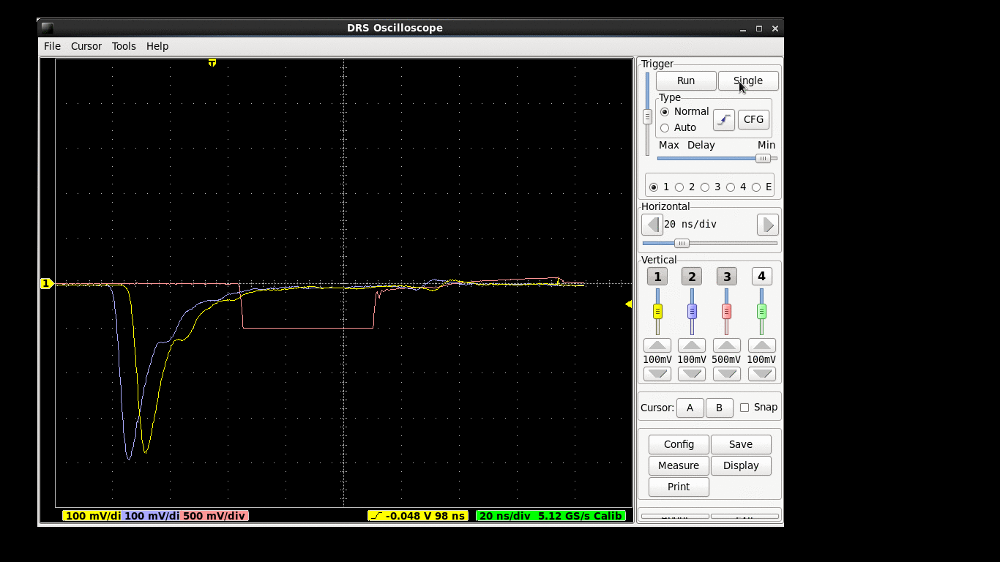 DRS Oscilloscope
File Cursor Tools Help
Trigger
Run Single
Type
Normal
Auto
CFG
Max Delay Min
1 2 3 4 E
Horizontal
20 ns/div
Vertical
1 2 3 4
100mV 100mV 500mV 100mV
Cursor: A B Snap
Config Save
Measure Display
Print
T
1
100 mV/di 100 mV/di 500 mV/div
-0.048 V 98 ns
20 ns/div 5.12 GS/s Calib